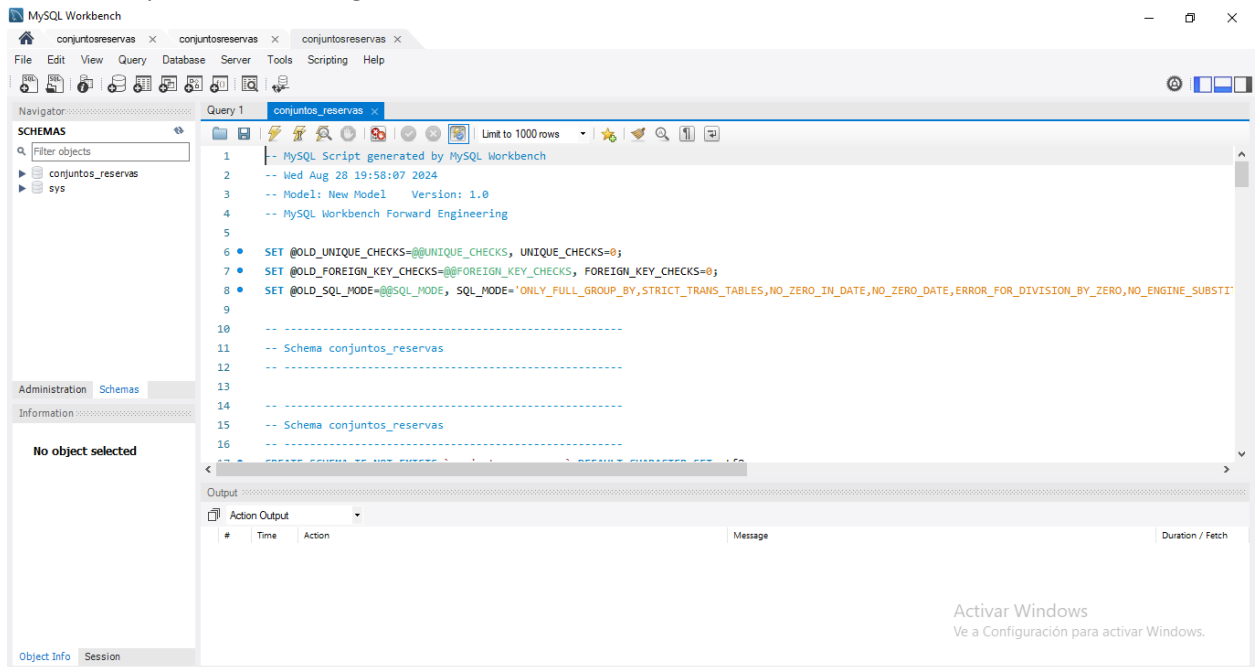 MySQL Workbench
conjuntosreservas × conjuntosreservas × conjuntosreservas ×
File Edit View Query Database Server Tools Scripting Help
Navigator
SCHEMAS
Filter objects
conjuntos_reservas
sys
Administration Schemas
Information
No object selected
Object Info Session
Query 1 conjuntos_reservas ×
Limit to 1000 rows
1 -- MySQL Script generated by MySQL Workbench
2 -- Wed Aug 28 19:58:07 2024
3 -- Model: New Model    Version: 1.0
4 -- MySQL Workbench Forward Engineering
5
6 SET @OLD_UNIQUE_CHECKS=@@UNIQUE_CHECKS, UNIQUE_CHECKS=0;
7 SET @OLD_FOREIGN_KEY_CHECKS=@@FOREIGN_KEY_CHECKS, FOREIGN_KEY_CHECKS=0;
8 SET @OLD_SQL_MODE=@@SQL_MODE, SQL_MODE='ONLY_FULL_GROUP_BY,STRICT_TRANS_TABLES,NO_ZERO_IN_DATE,NO_ZERO_DATE,ERROR_FOR_DIVISION_BY_ZERO,NO_ENGINE_SUBSTI
9
10 -- -----------------------------------------------------
11 -- Schema conjuntos_reservas
12 -- -----------------------------------------------------
13
14 -- -----------------------------------------------------
15 -- Schema conjuntos_reservas
16 -- -----------------------------------------------------
Output
Action Output
# Time Action Message Duration / Fetch
Activar Windows
Ve a Configuración para activar Windows.